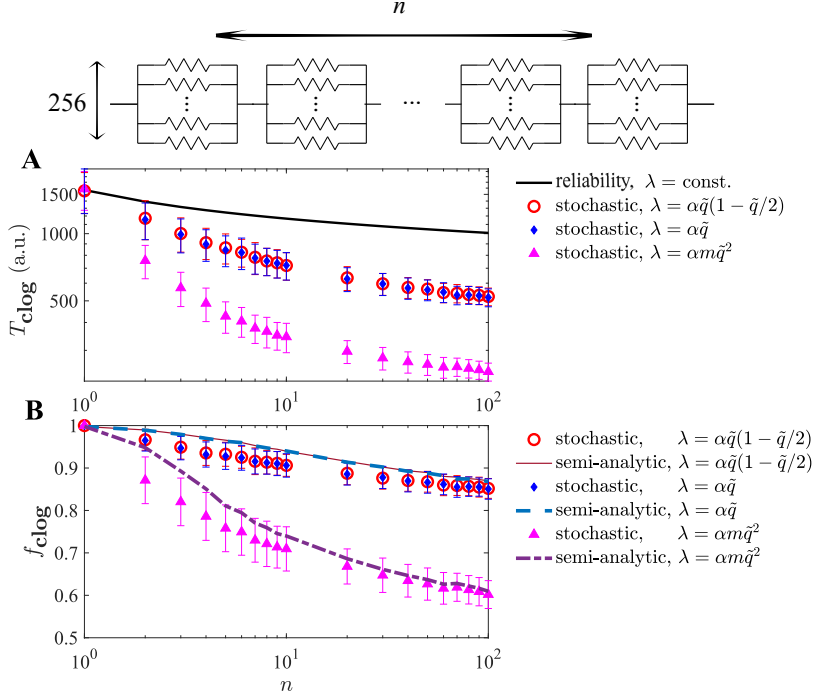 n
256
A
1500
1000
500
T_clog (a.u.)
10^0
10^1
10^2
reliability, λ = const.
stochastic, λ = αq̃(1 − q̃/2)
stochastic, λ = αq̃
stochastic, λ = αmq̃²
B
1
0.9
0.8
0.7
0.6
0.5
f_clog
10^0
10^1
10^2
n
stochastic, λ = αq̃(1 − q̃/2)
semi-analytic, λ = αq̃(1 − q̃/2)
stochastic, λ = αq̃
semi-analytic, λ = αq̃
stochastic, λ = αmq̃²
semi-analytic, λ = αmq̃²